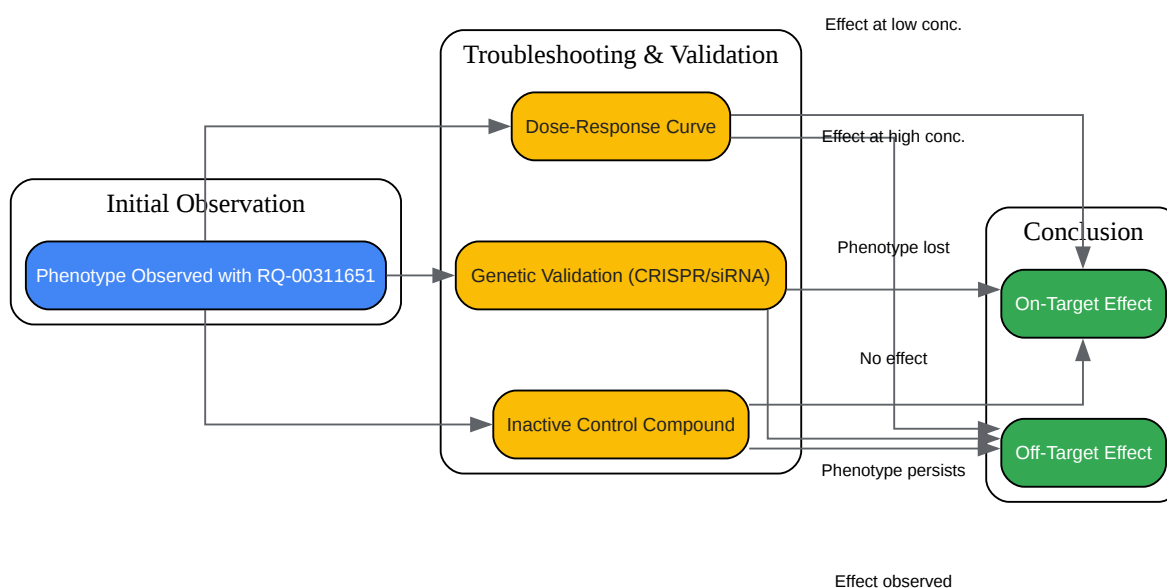 Effect at low conc.
Troubleshooting & Validation
Dose-Response Curve
Effect at high conc.
Initial Observation
Conclusion
Phenotype Observed with RQ-00311651
Genetic Validation (CRISPR/siRNA)
Phenotype lost
On-Target Effect
No effect
Inactive Control Compound
Off-Target Effect
Phenotype persists
Effect observed